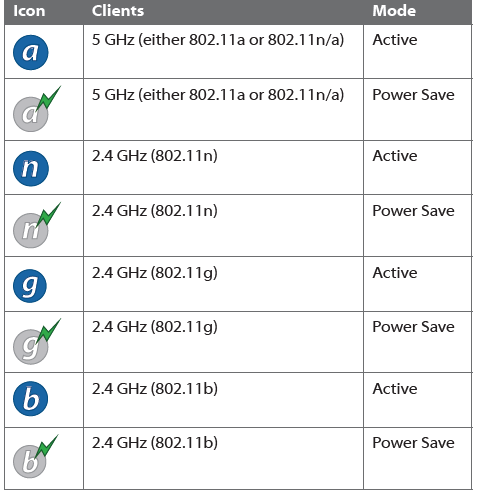 Icon Clients Mode
a 5 GHz (either 802.11a or 802.11n/a) Active
a 5 GHz (either 802.11a or 802.11n/a) Power Save
n 2.4 GHz (802.11n) Active
n 2.4 GHz (802.11n) Power Save
g 2.4 GHz (802.11g) Active
g 2.4 GHz (802.11g) Power Save
b 2.4 GHz (802.11b) Active
b 2.4 GHz (802.11b) Power Save